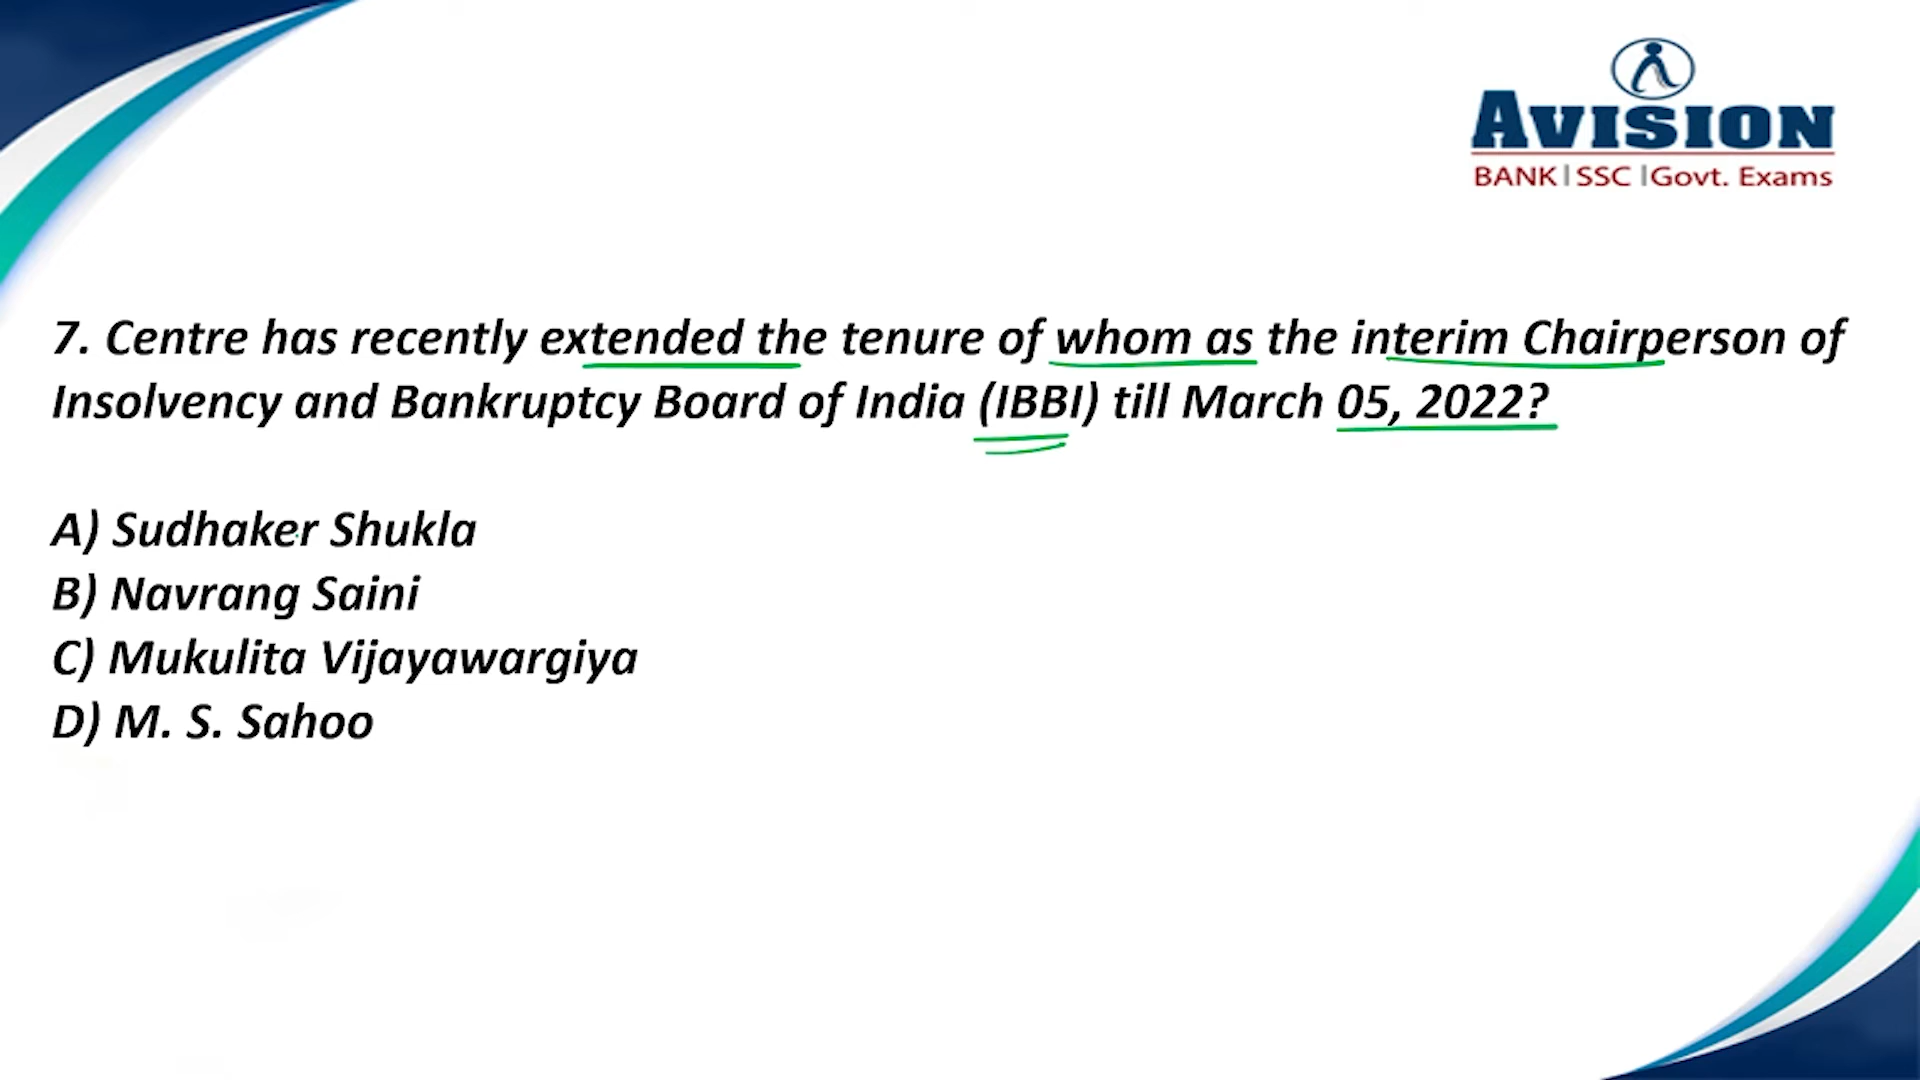 AVISION
BANK | SSC | Govt. Exams
7. Centre has recently extended the tenure of whom as the interim Chairperson of
Insolvency and Bankruptcy Board of India (IBBI) till March 05, 2022?
A) Sudhaker Shukla
B) Navrang Saini
C) Mukulita Vijayawargiya
D) M. S. Sahoo